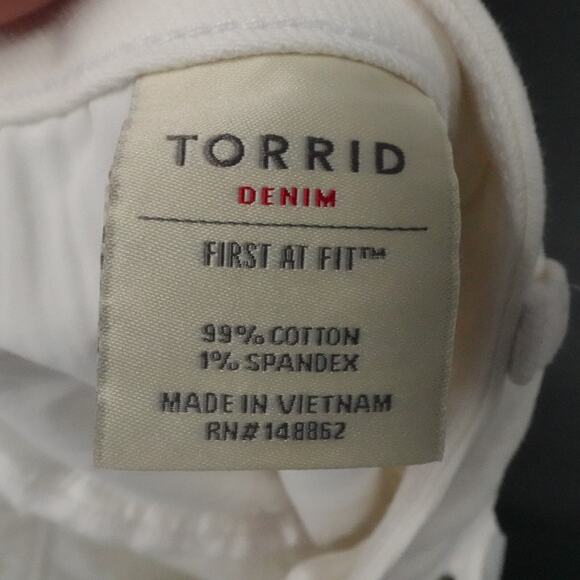 TORRID
DENIM
FIRST AT FIT™
99% COTTON
1% SPANDEX
MADE IN VIETNAM
RN#148862